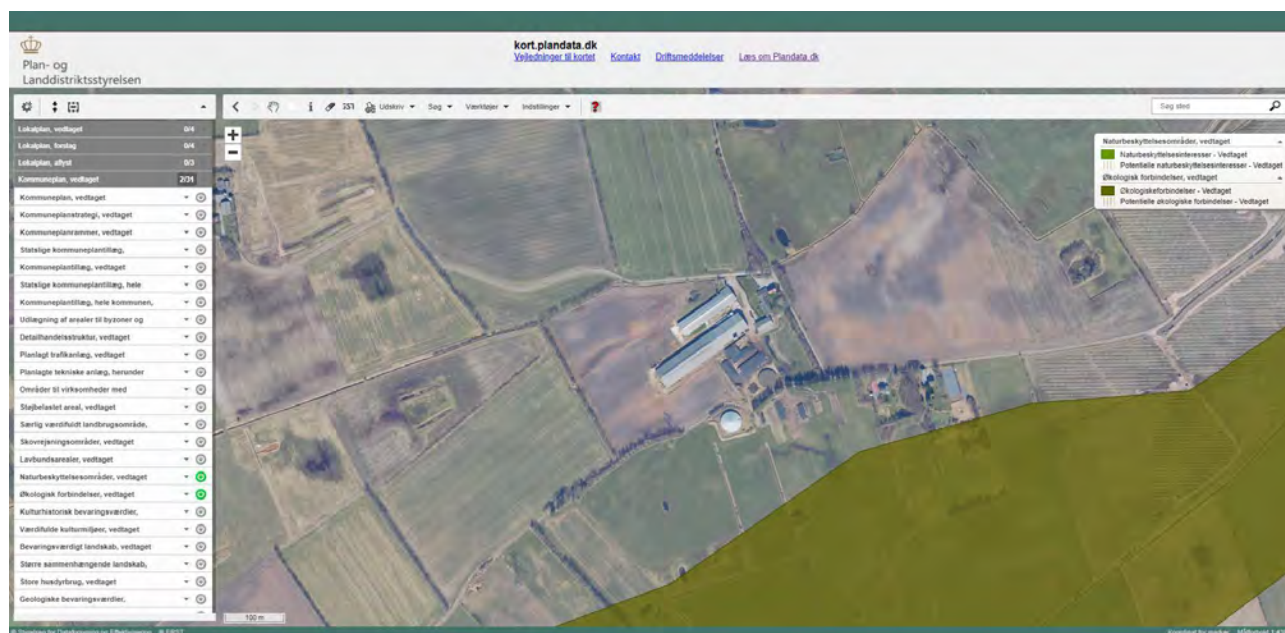 Plan- og
Landdistriktsstyrelsen
kort.plandata.dk
Vejledninger til kortet Kontakt Driftsmeddelelser Læs om Plandata.dk
Udskriv Søg Værktøjer Indstillinger ?
Søg sted
Lokalplan, vedtaget 0/4
Lokalplan, forslag 0/4
Lokalplan, aflyst 0/3
Kommuneplan, vedtaget 2/31
Kommuneplan, vedtaget
Kommuneplanstrategi, vedtaget
Kommuneplanrammer, vedtaget
Statslige kommuneplantillæg,
Kommuneplantillæg, vedtaget
Statslige kommuneplantillæg, hele
Kommuneplantillæg, hele kommunen,
Udlægning af arealer til byzoner og
Detailhandelsstruktur, vedtaget
Planlagt trafikanlæg, vedtaget
Planlagte tekniske anlæg, herunder
Områder til virksomheder med
Støjbelastet areal, vedtaget
Særlig værdifuldt landbrugsområde,
Skovrejsningsområder, vedtaget
Lavbundsarealer, vedtaget
Naturbeskyttelsesområder, vedtaget
Økologisk forbindelser, vedtaget
Kulturhistorisk bevaringsværdier,
Værdifulde kulturmiljøer, vedtaget
Bevaringsværdigt landskab, vedtaget
Større sammenhængende landskab,
Store husdyrbrug, vedtaget
Geologiske bevaringsværdier,
Naturbeskyttelsesområder, vedtaget
Naturbeskyttelsesinteresser - Vedtaget
Potentielle naturbeskyttelsesinteresser - Vedtaget
Økologisk forbindelser, vedtaget
Økologiskeforbindelser - Vedtaget
Potentielle økologiske forbindelser - Vedtaget
100 m